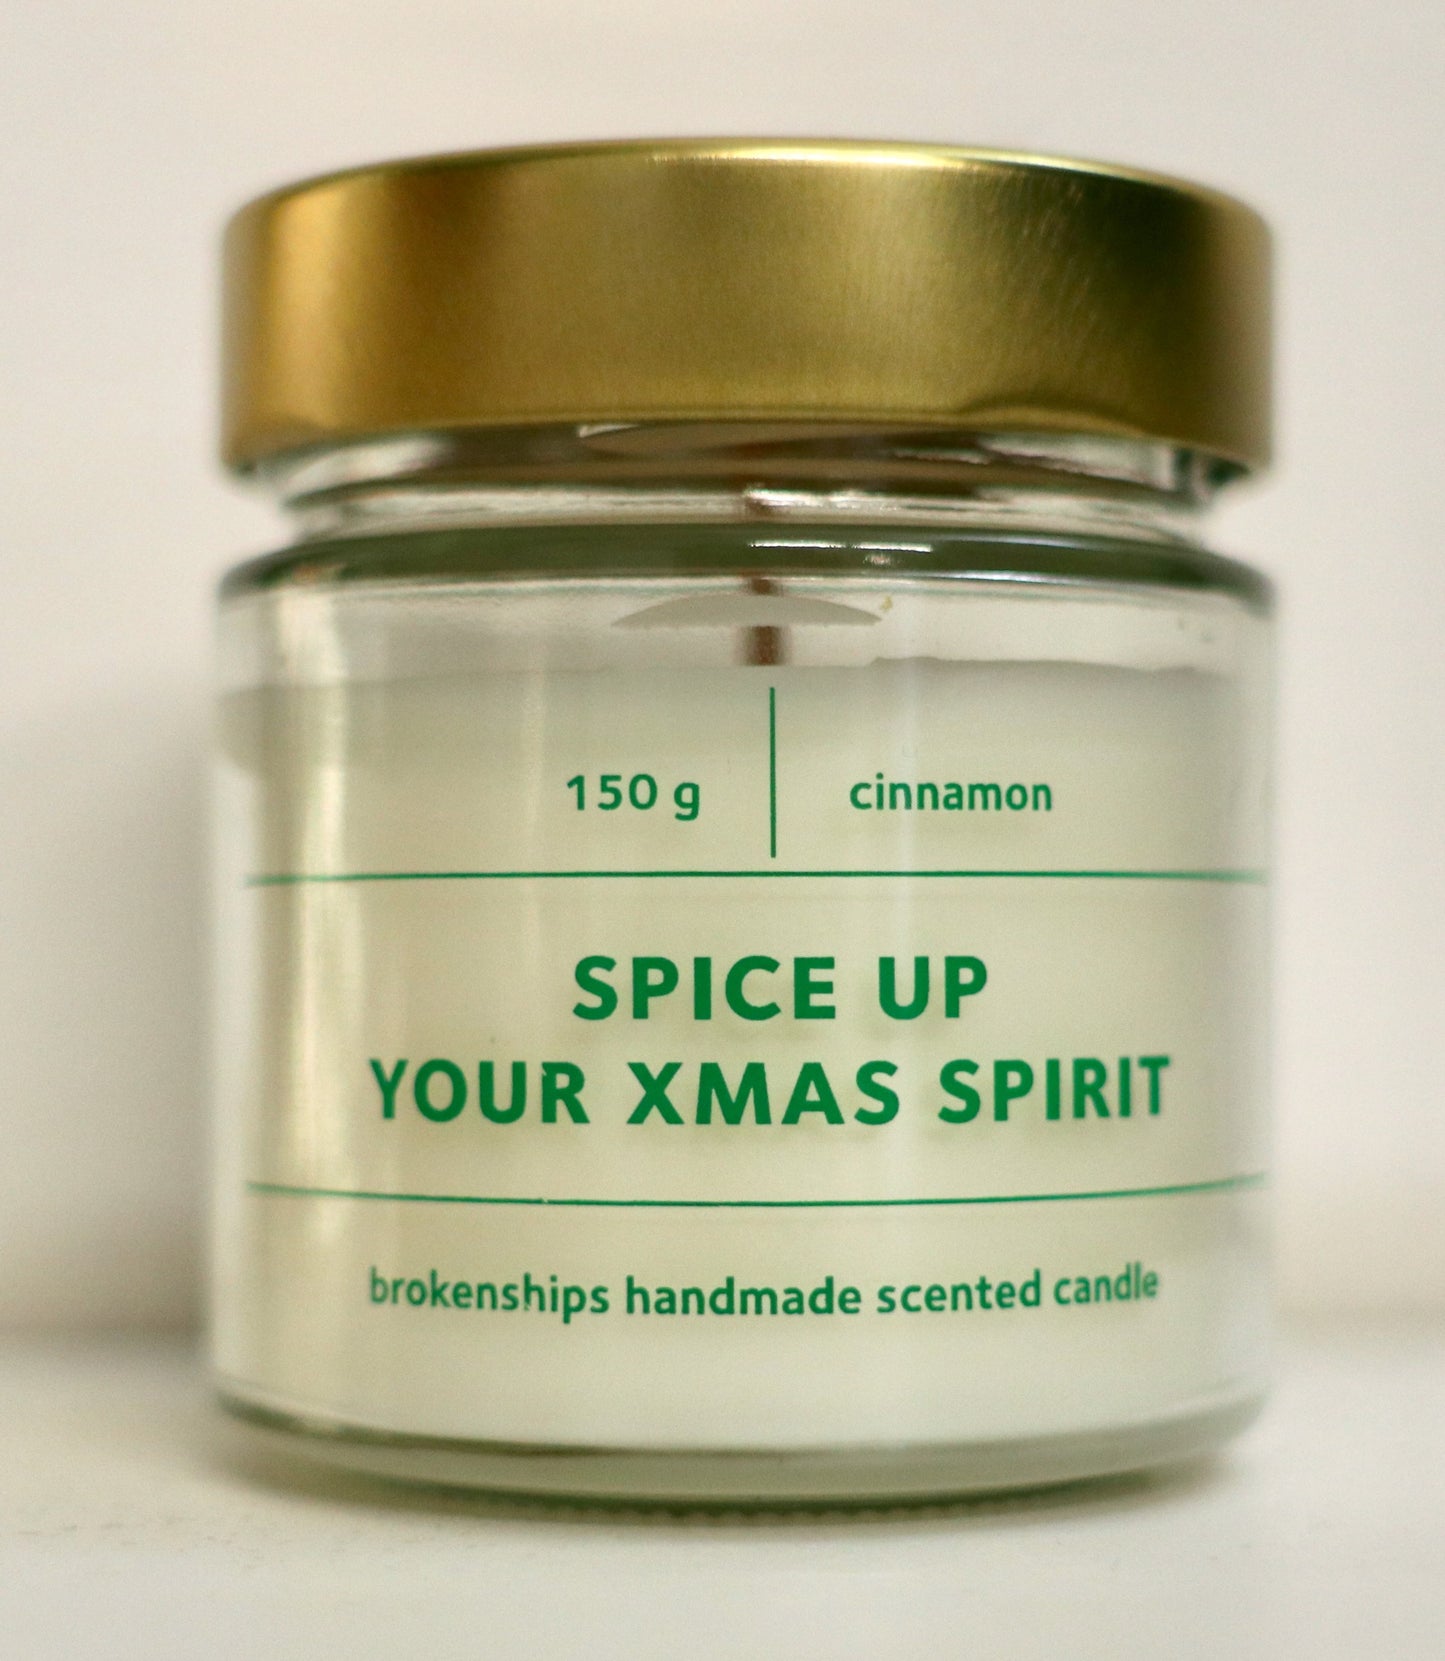 150 g
cinnamon
SPICE UP
YOUR XMAS SPIRIT
brokenships handmade scented candle